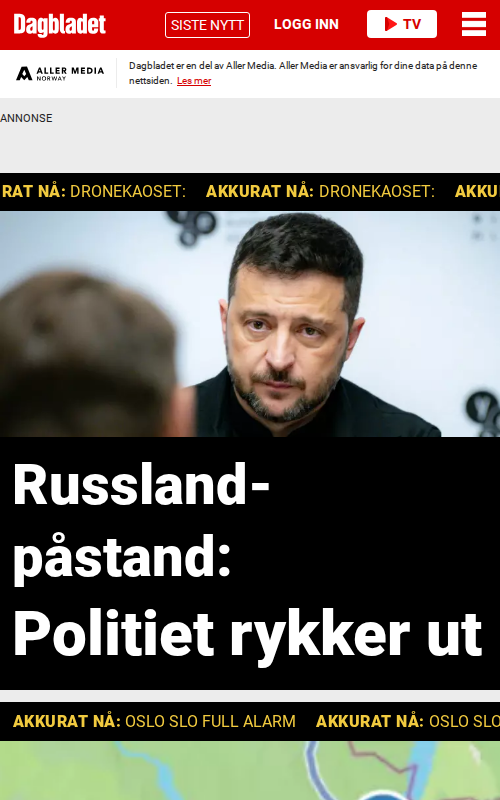 Dagbladet
SISTE NYTT
LOGG INN
TV
ALLER MEDIA
NORWAY
Dagbladet er en del av Aller Media. Aller Media er ansvarlig for dine data på denne
nettsiden. Les mer
ANNONSE
RAT NÅ: DRONEKAOSET: AKKURAT NÅ: DRONEKAOSET: AKKU
Russland-
påstand:
Politiet rykker ut
AKKURAT NÅ: OSLO SLO FULL ALARM AKKURAT NÅ: OSLO SLO